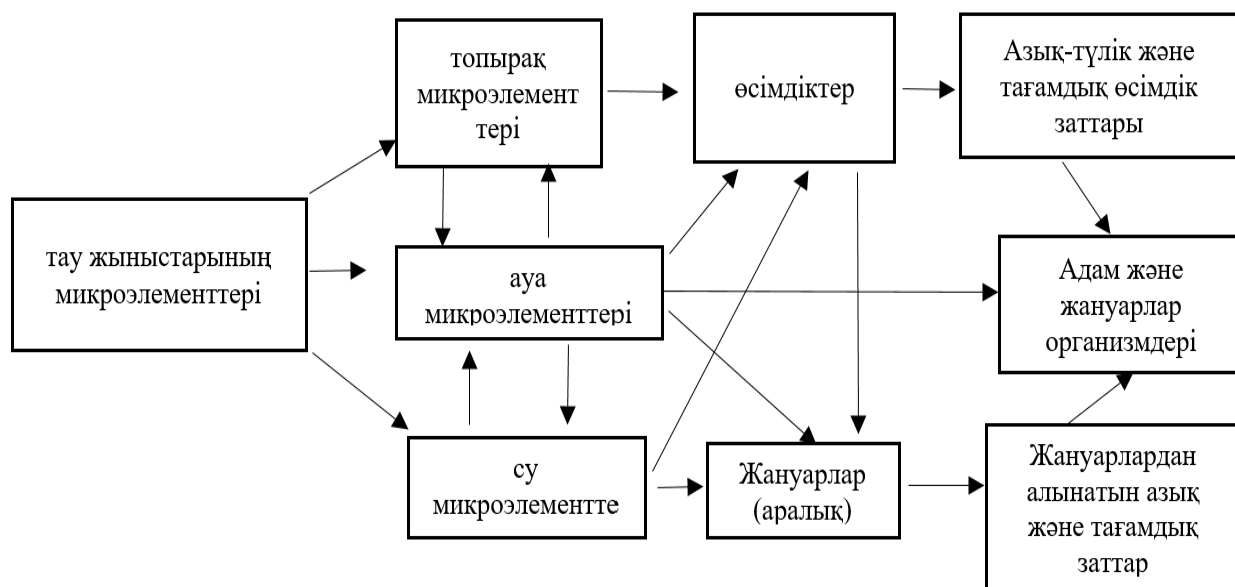 тау жыныстарының
микроэлементтері
топырақ
микроэлемент
тері
ауа
микроэлементтері
су
микроэлементте
өсімдіктер
Жануарлар
(аралық)
Азық-түлік және
тағамдық өсімдік
заттары
Адам және
жануарлар
организмдері
Жануарлардан
алынатын азық
және тағамдық
заттар